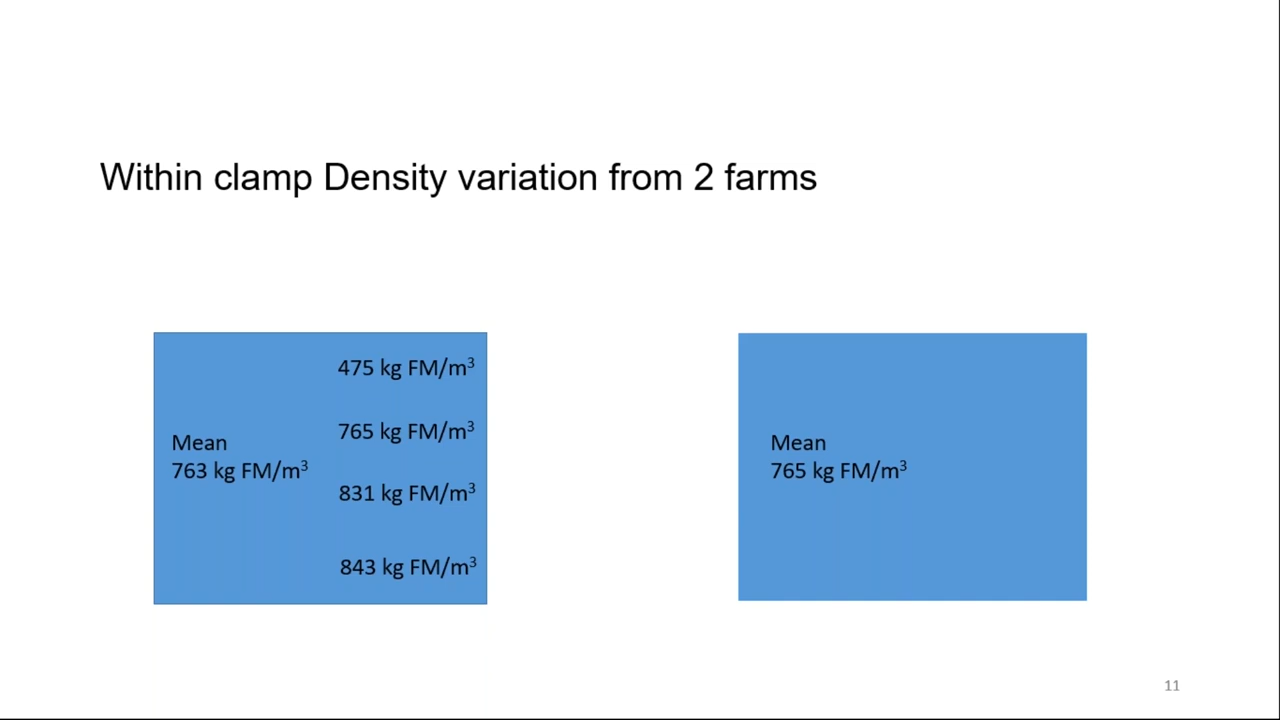 Within clamp Density variation from 2 farms
475 kg FM/m³
765 kg FM/m³
Mean
763 kg FM/m³
831 kg FM/m³
843 kg FM/m³
Mean
765 kg FM/m³
11